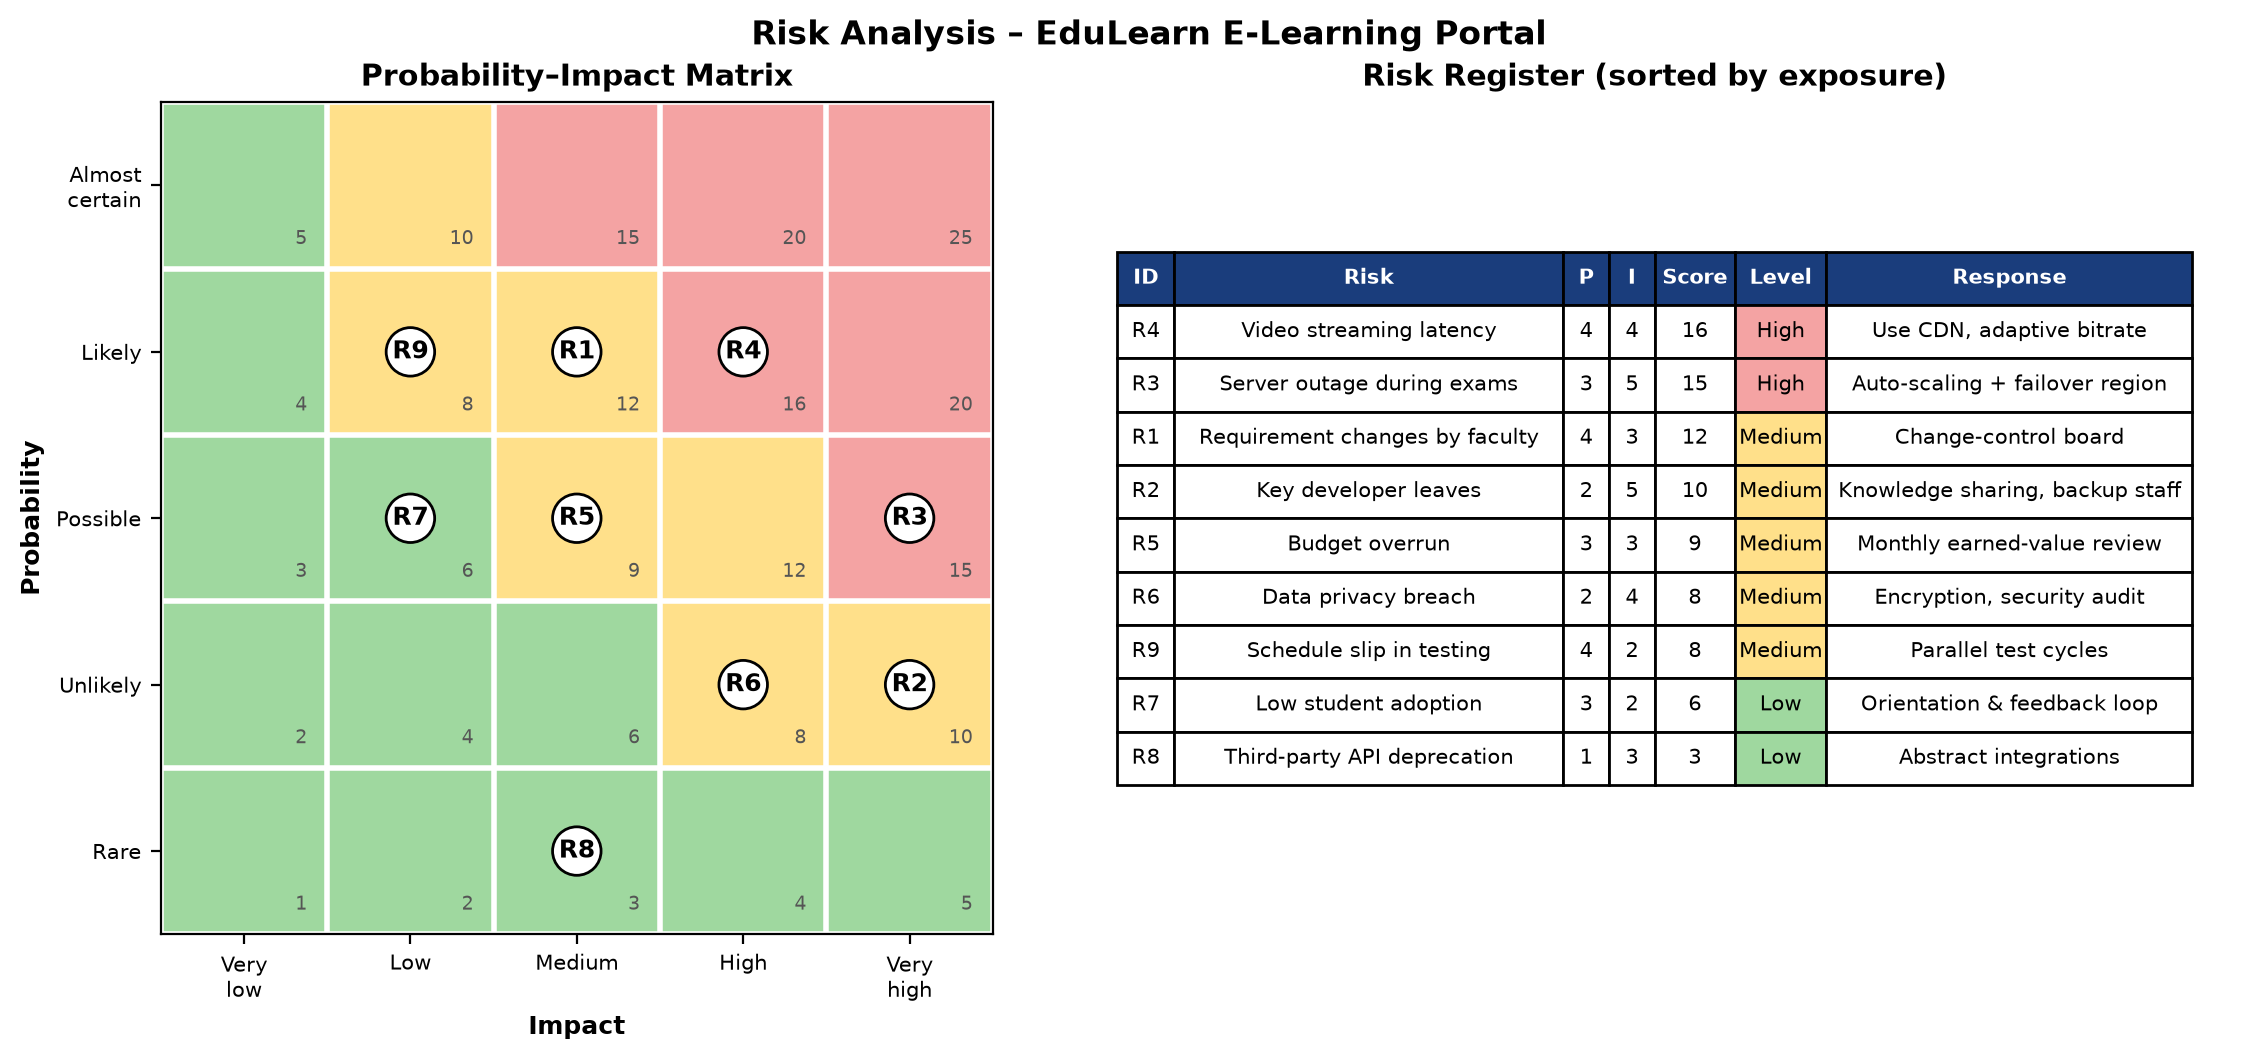 Risk Analysis – EduLearn E-Learning Portal
Probability–Impact Matrix
Probability
Almost
certain
5 10 15 20 25
Likely
R9 R1 R4
4 8 12 16 20
Possible
R7 R5 R3
3 6 9 12 15
Unlikely
R6 R2
2 4 6 8 10
Rare
R8
1 2 3 4 5
Very
low
Low
Medium
High
Very
high
Impact
Risk Register (sorted by exposure)
ID Risk P I Score Level Response
R4 Video streaming latency 4 4 16 High Use CDN, adaptive bitrate
R3 Server outage during exams 3 5 15 High Auto-scaling + failover region
R1 Requirement changes by faculty 4 3 12 Medium Change-control board
R2 Key developer leaves 2 5 10 Medium Knowledge sharing, backup staff
R5 Budget overrun 3 3 9 Medium Monthly earned-value review
R6 Data privacy breach 2 4 8 Medium Encryption, security audit
R9 Schedule slip in testing 4 2 8 Medium Parallel test cycles
R7 Low student adoption 3 2 6 Low Orientation & feedback loop
R8 Third-party API deprecation 1 3 3 Low Abstract integrations